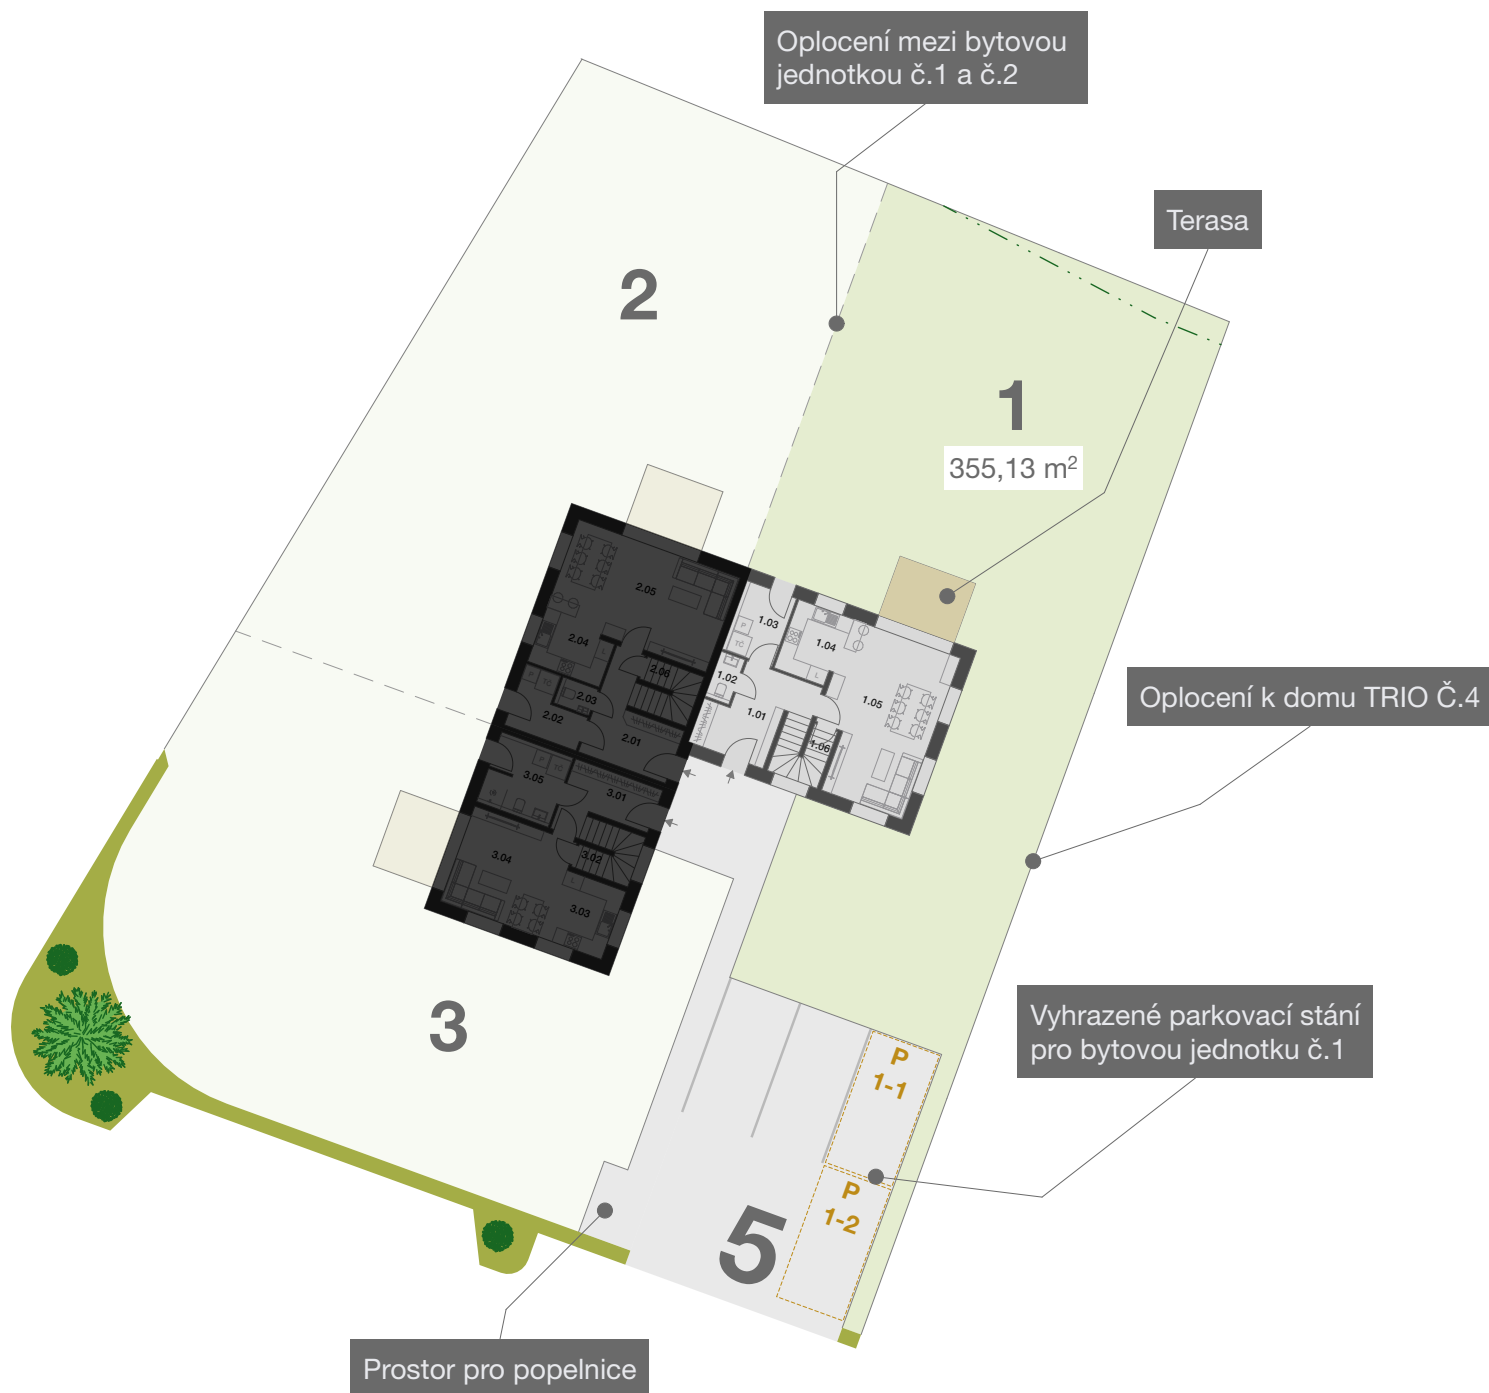 Oplocení mezi bytovou
jednotkou č.1 a č.2
Terasa
2
1
355,13 m²
2.05
1.03
2.04
1.04
2.06
P
TČ
1.02
L
L
1.05
2.03
P
TČ
2.02
1.01
2.01
1.06
Oplocení k domu TRIO Č.4
3.05
P
TČ
3.01
3.04
3.02
L
3.03
3
Vyhrazené parkovací stání
pro bytovou jednotku č.1
P
1-1
P
1-2
5
Prostor pro popelnice